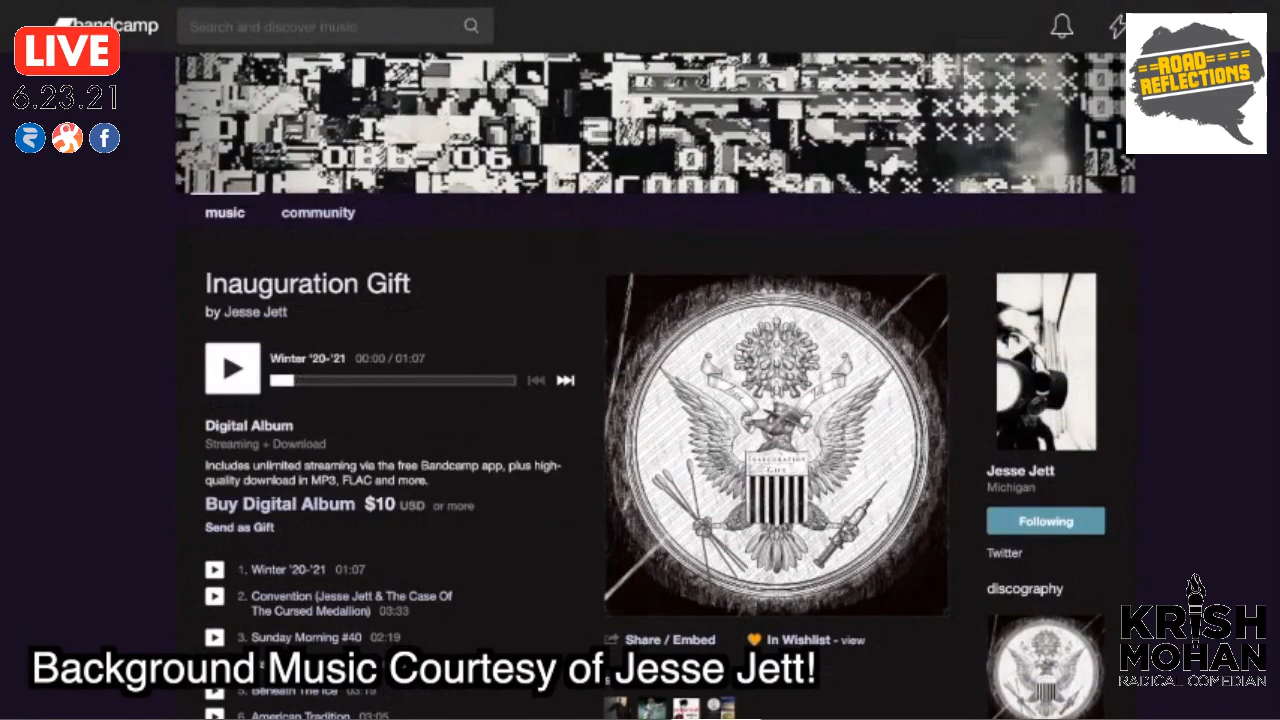 bandcamp
Search and discover music
LIVE
6.23.21
==ROAD====
REFLECTIONS
music
community
Inauguration Gift
by Jesse Jett
Winter '20-'21 00:00 / 01:07
Digital Album
Streaming + Download
Includes unlimited streaming via the free Bandcamp app, plus high-
quality download in MP3, FLAC and more.
Buy Digital Album $10 USD or more
Send as Gift
1. Winter '20-'21 01:07
2. Convention (Jesse Jett & The Case Of
The Cursed Medallion) 03:33
3. Sunday Morning #40 02:19
5. Beneath The Ice 03:19
6. American Tradition 03:05
INAUGURATION
GIFT
Share / Embed
In Wishlist - view
Jesse Jett
Michigan
Following
Twitter
discography
Background Music Courtesy of Jesse Jett!
KRISH
MOHAN
RADICAL COMEDIAN